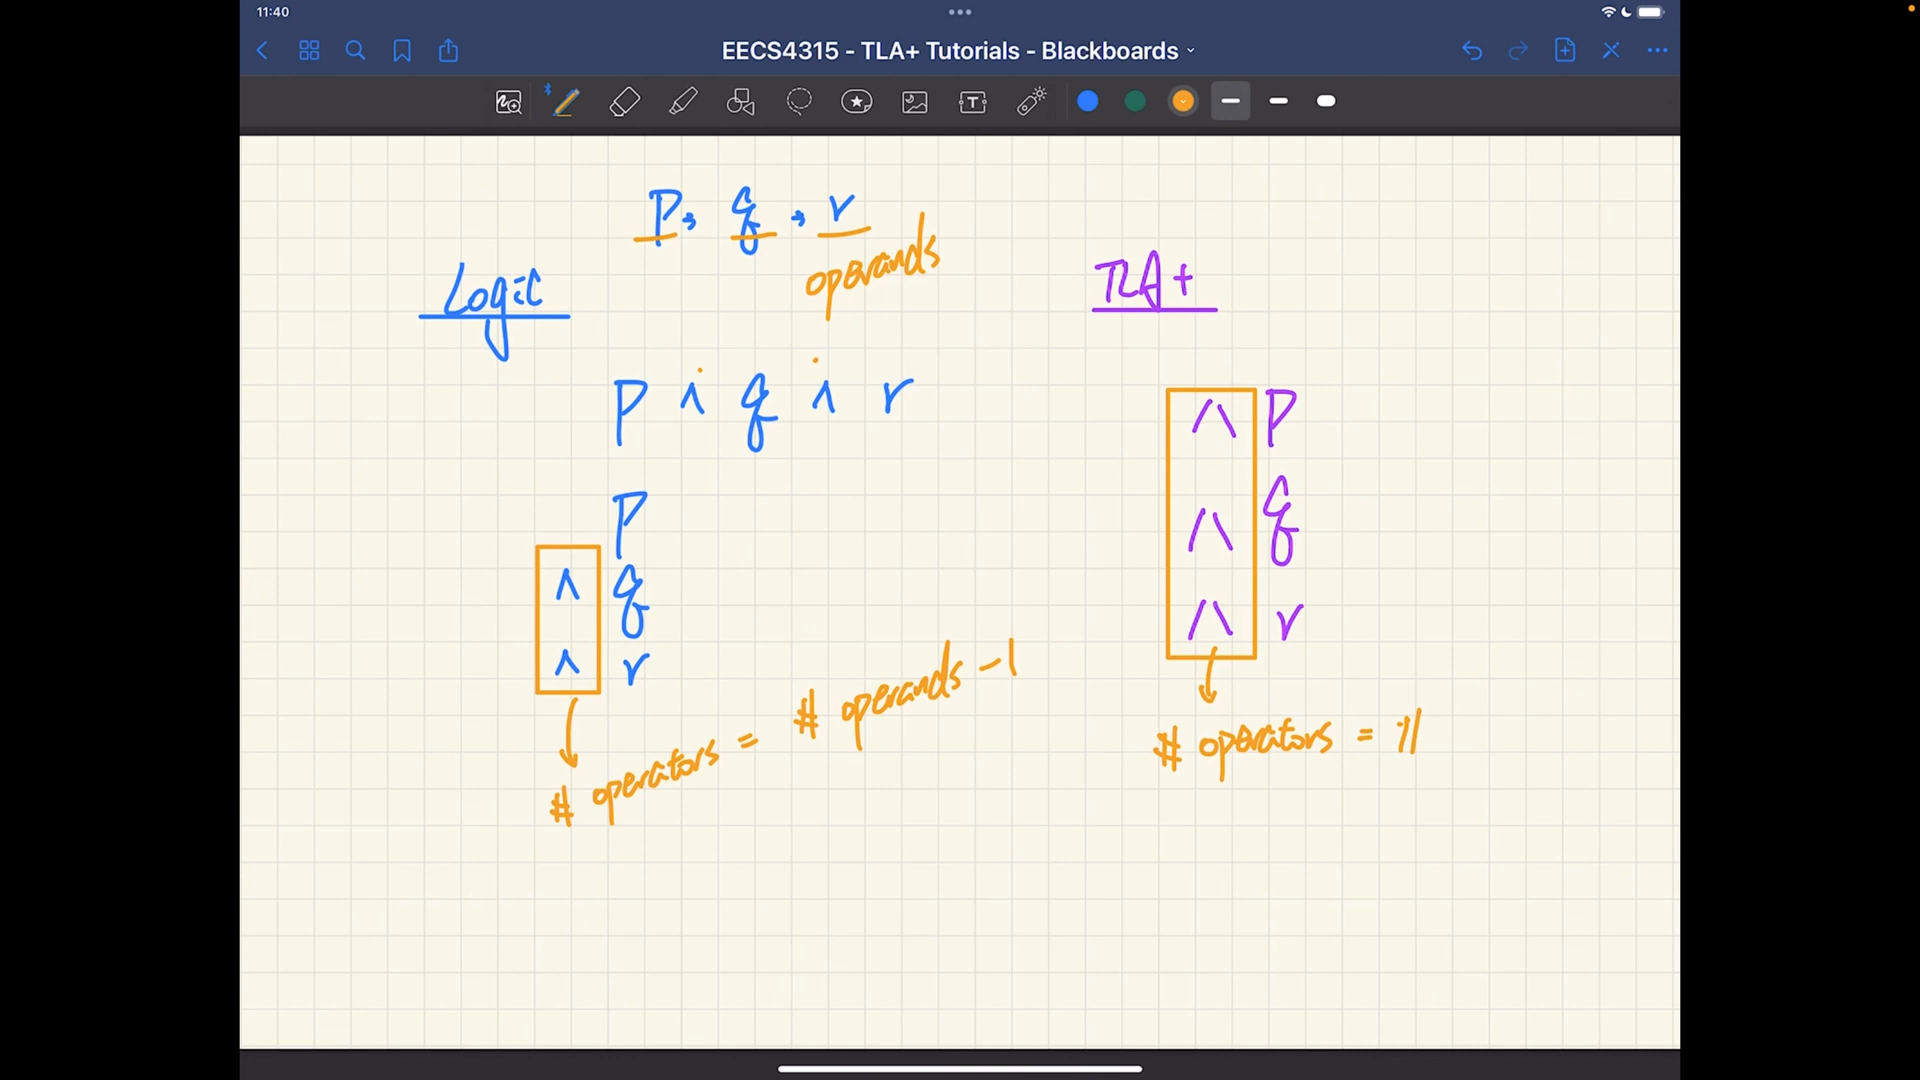 11:40
EECS4315 - TLA+ Tutorials - Blackboards
p, q, r
operands
Logic
TLA+
p ∧ q ∧ r
p
∧ q
∧ r
/\ p
/\ q
/\ r
# operators = # operands - 1
# operators = #